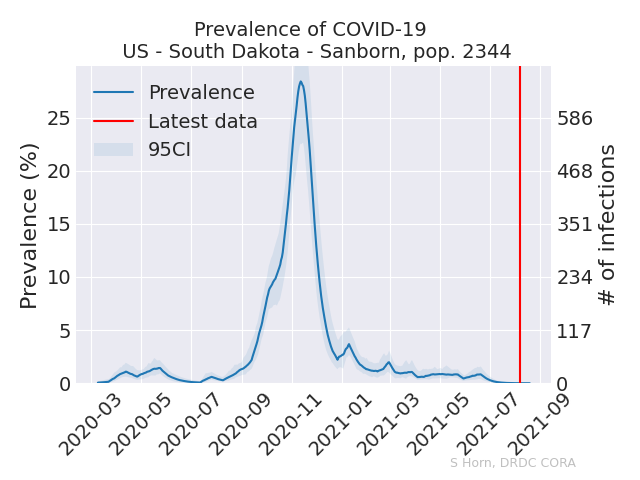 Prevalence of COVID-19
US - South Dakota - Sanborn, pop. 2344
Prevalence
Latest data
95CI
Prevalence (%)
25
20
15
10
5
0
# of infections
586
468
351
234
117
0
2020-03
2020-05
2020-07
2020-09
2020-11
2021-01
2021-03
2021-05
2021-07
2021-09
S Horn, DRDC CORA